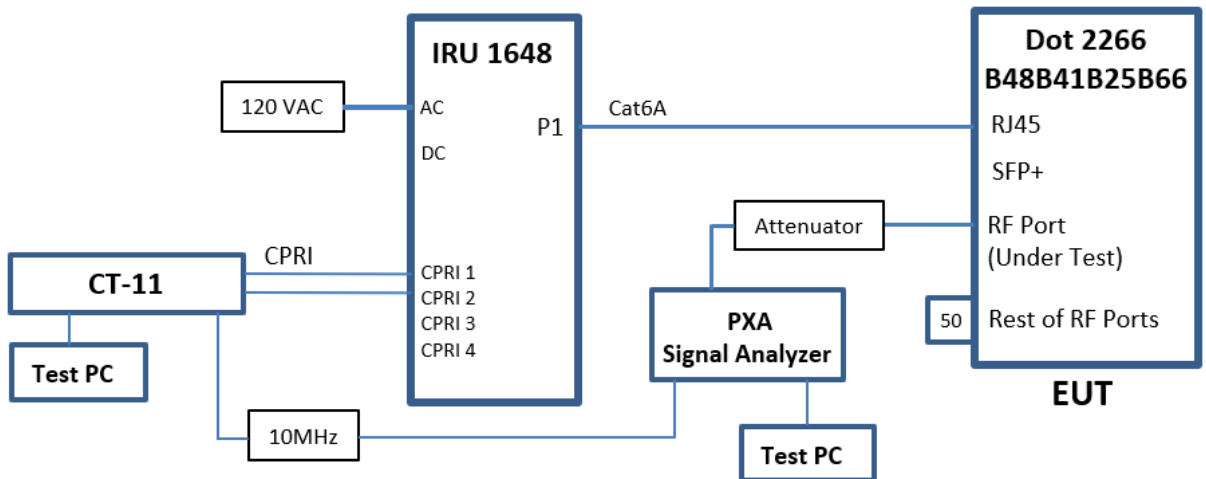 IRU 1648
120 VAC
AC
P1
DC
Cat6A
Dot 2266
B48B41B25B66
RJ45
SFP+
Attenuator
RF Port
(Under Test)
CPRI
CT-11
CPRI 1
CPRI 2
CPRI 3
CPRI 4
PXA
Signal Analyzer
50
Rest of RF Ports
EUT
Test PC
10MHz
Test PC